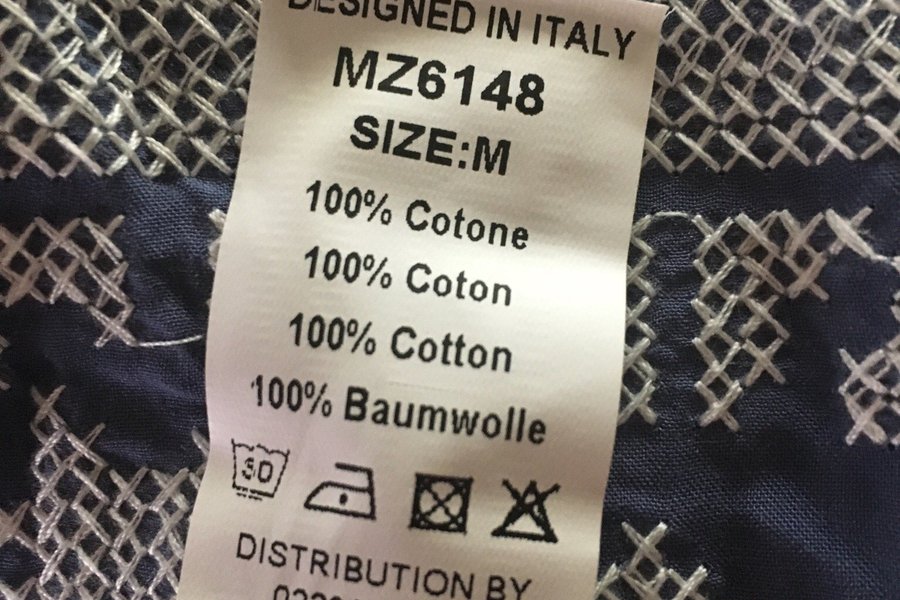 DESIGNED IN ITALY
MZ6148
SIZE:M
100% Cotone
100% Coton
100% Cotton
100% Baumwolle
30
DISTRIBUTION BY